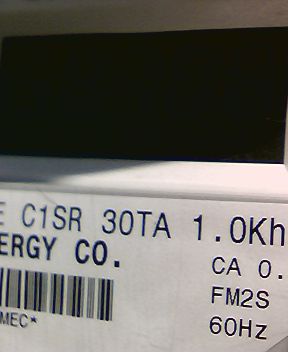 E C1SR 30TA 1.0Kh
ERGY CO.
CA 0.
FM2S
MEC*
60Hz